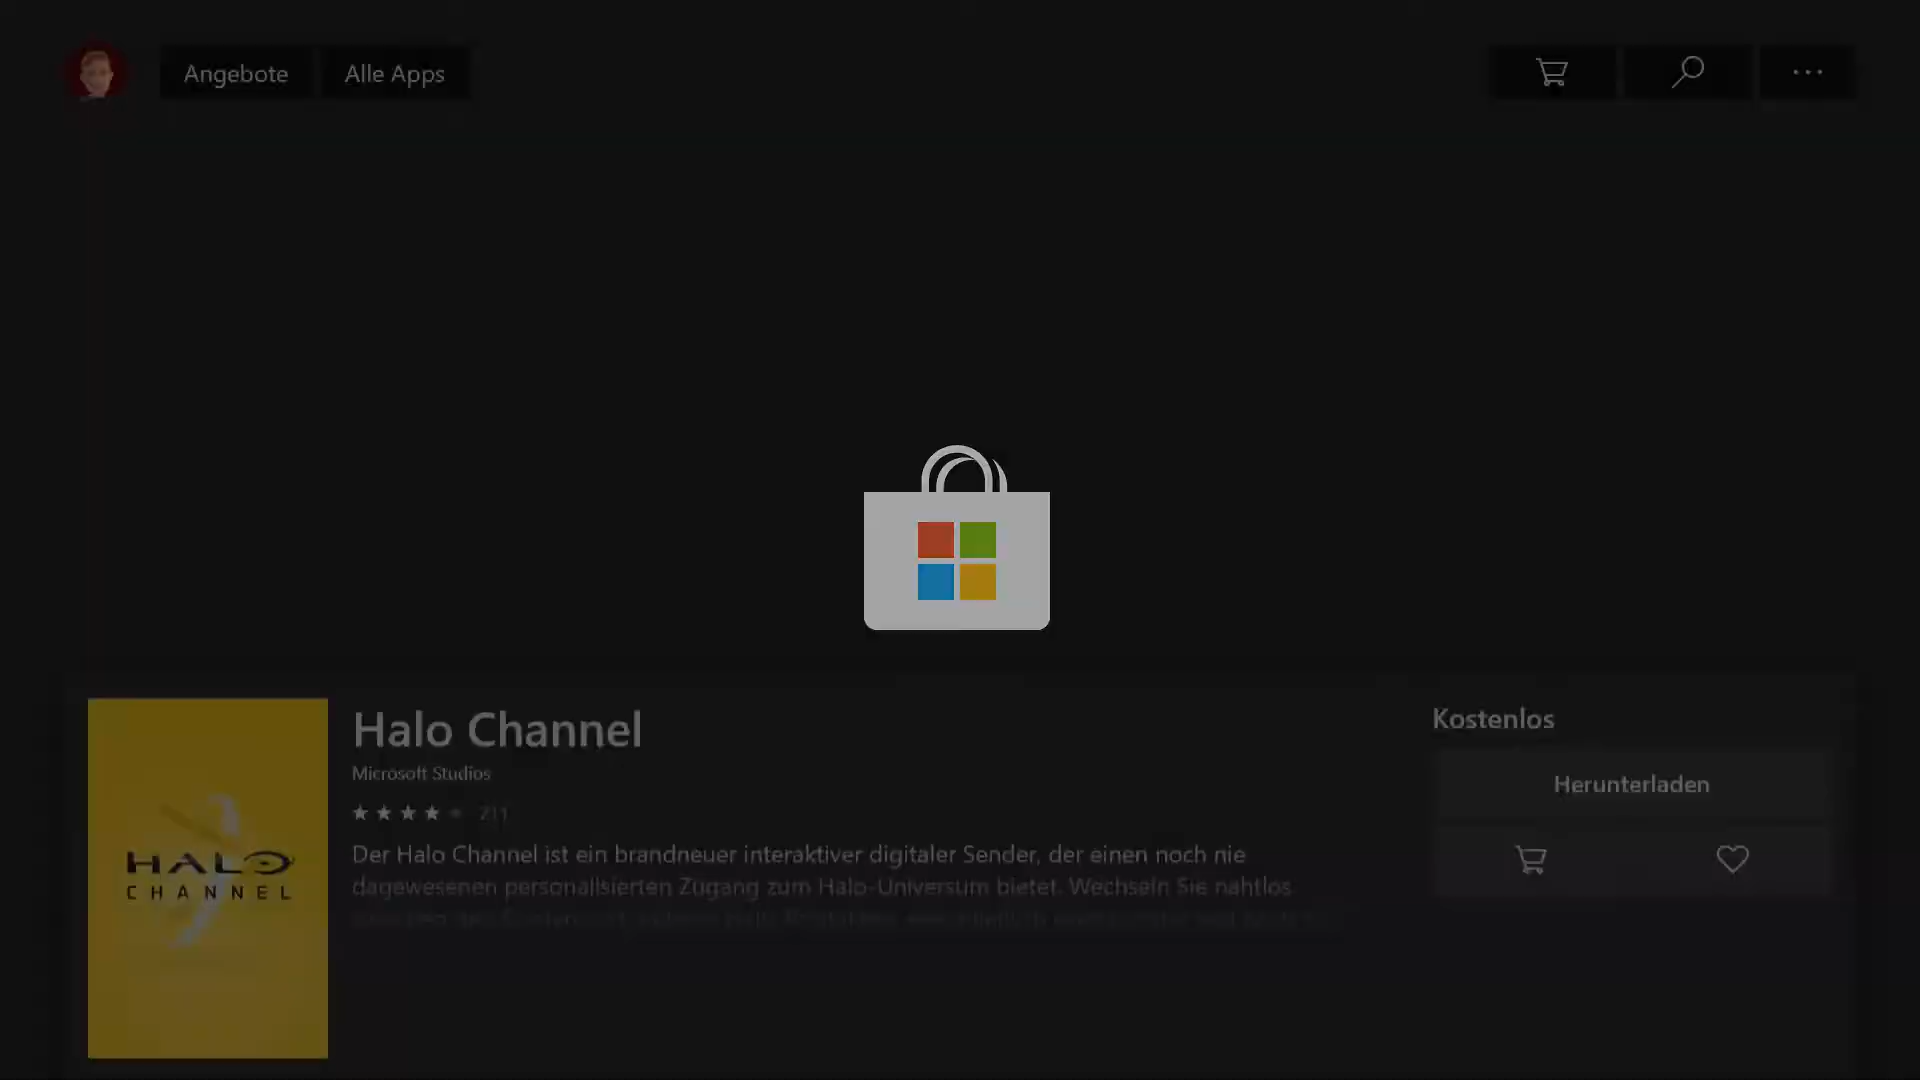 Angebote
Alle Apps
Halo Channel
Microsoft Studios
211
Der Halo Channel ist ein brandneuer interaktiver digitaler Sender, der einen noch nie
dagewesenen personalisierten Zugang zum Halo-Universum bietet. Wechseln Sie nahtlos
HALO
CHANNEL
Kostenlos
Herunterladen